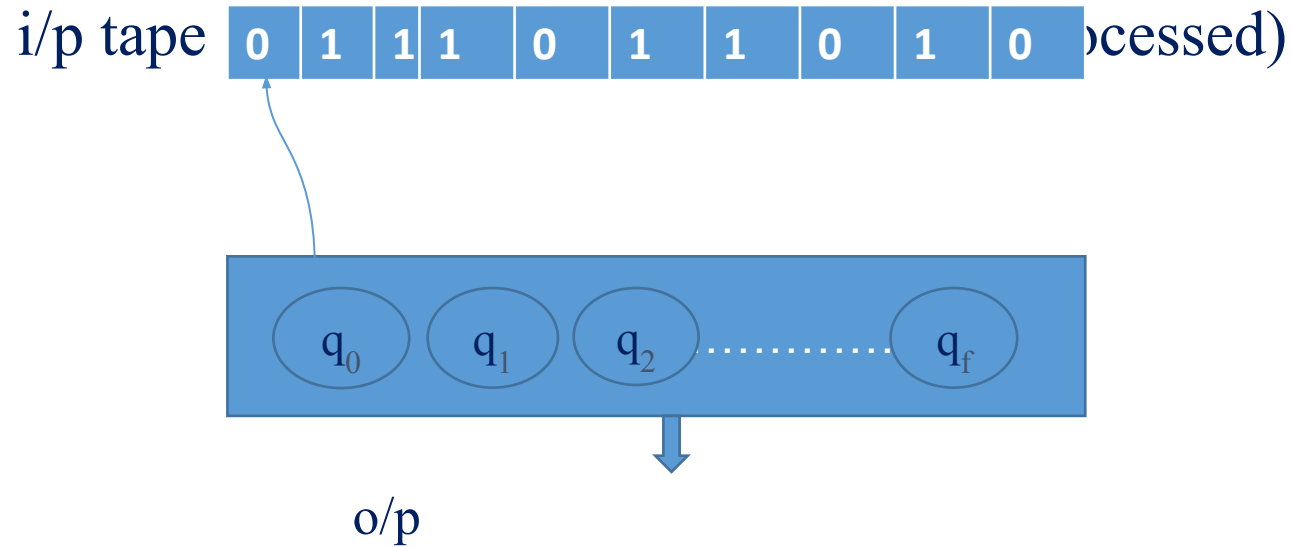 i/p tape 0 1 1 1 0 1 1 0 1 0 ocessed)
q0 q1 q2 ............. qf
o/p